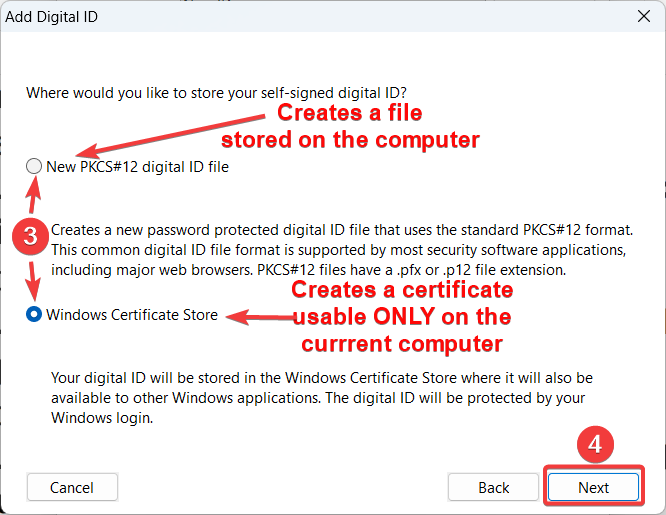 Add Digital ID
Where would you like to store your self-signed digital ID?
Creates a file
stored on the computer
New PKCS#12 digital ID file
3
Creates a new password protected digital ID file that uses the standard PKCS#12 format.
This common digital ID file format is supported by most security software applications,
including major web browsers. PKCS#12 files have a .pfx or .p12 file extension.
Creates a certificate
usable ONLY on the
currrent computer
Windows Certificate Store
Your digital ID will be stored in the Windows Certificate Store where it will also be
available to other Windows applications. The digital ID will be protected by your
Windows login.
4
Cancel
Back
Next